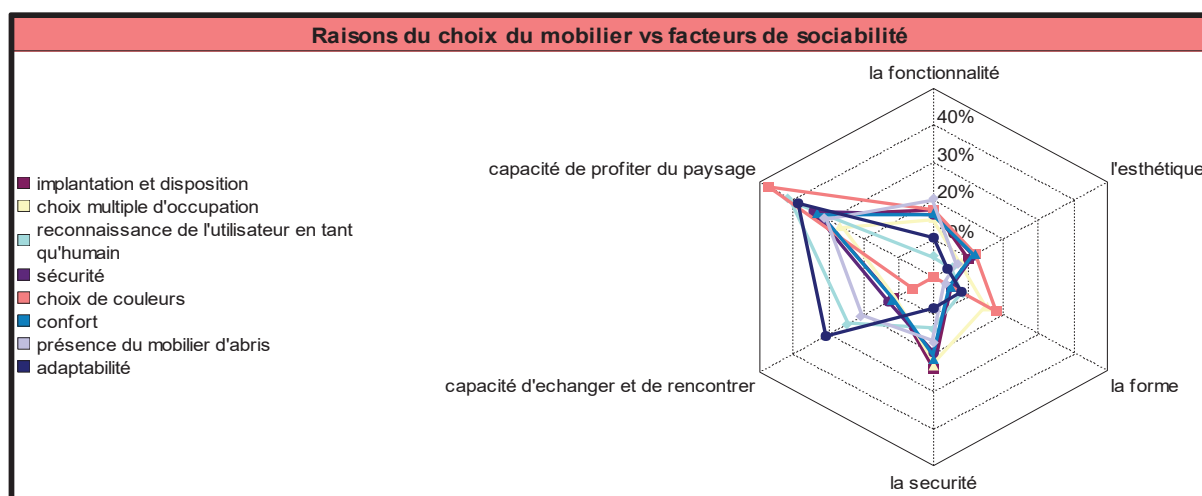 Raisons du choix du mobilier vs facteurs de sociabilité
la fonctionnalité
40%
30%
20%
capacité de profiter du paysage
l'esthétique
implantation et disposition
choix multiple d'occupation
reconnaissance de l'utilisateur en tant
qu'humain
sécurité
choix de couleurs
confort
présence du mobilier d'abris
adaptabilité
capacité d'echanger et de rencontrer
la forme
la securité